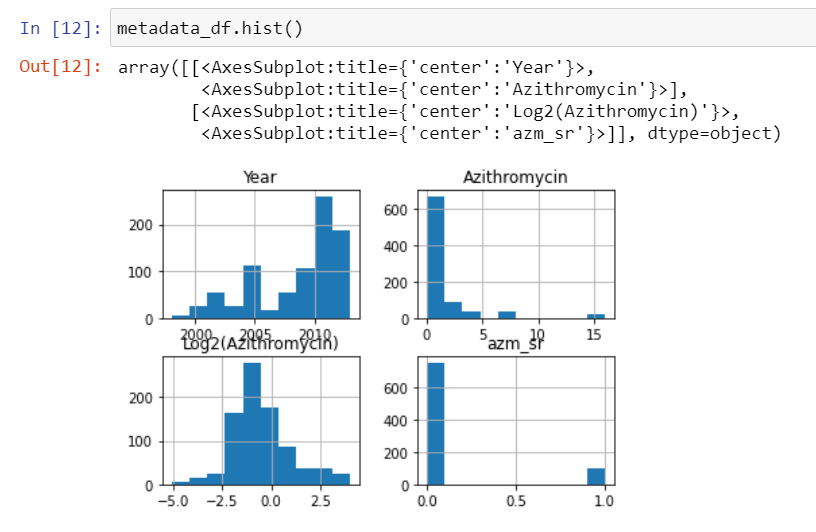 In [12]: metadata_df.hist()
Out[12]: array([[<AxesSubplot:title={'center':'Year'}>,
<AxesSubplot:title={'center':'Azithromycin'}>],
[<AxesSubplot:title={'center':'Log2(Azithromycin)'}>,
<AxesSubplot:title={'center':'azm_sr'}>]], dtype=object)
Year
200
100
0
2000 2005 2010
Azithromycin
600
400
200
0
0 5 10 15
Log2(Azithromycin)
200
100
0
−5.0 −2.5 0.0 2.5
azm_sr
600
400
200
0
0.0 0.5 1.0